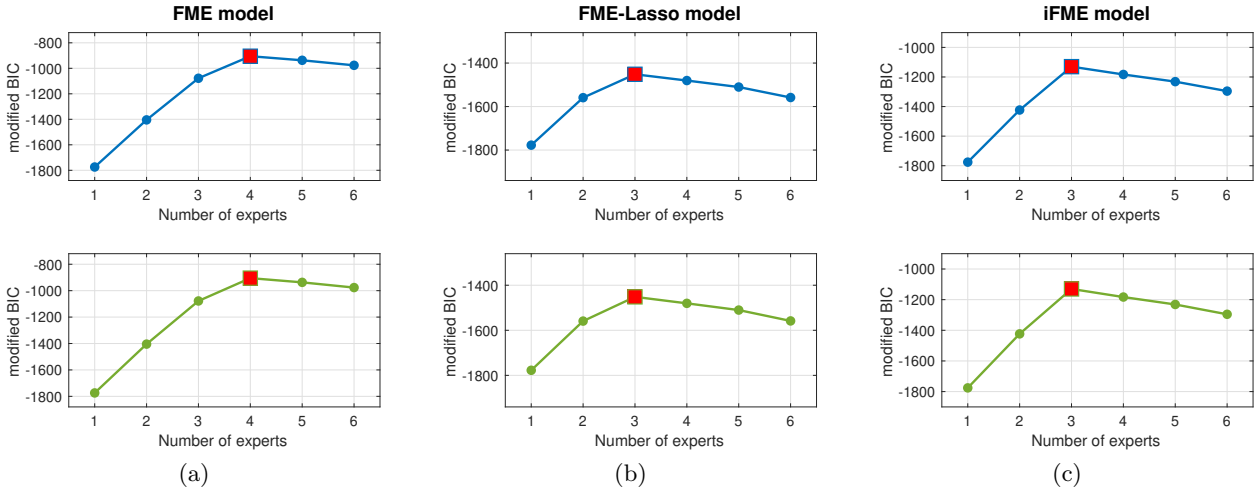 FME model
-800
-1000
-1200
-1400
-1600
-1800
modified BIC
1 2 3 4 5 6
Number of experts
FME-Lasso model
-1400
-1600
-1800
modified BIC
1 2 3 4 5 6
Number of experts
iFME model
-1000
-1200
-1400
-1600
-1800
modified BIC
1 2 3 4 5 6
Number of experts
-800
-1000
-1200
-1400
-1600
-1800
modified BIC
1 2 3 4 5 6
Number of experts
(a)
-1400
-1600
-1800
modified BIC
1 2 3 4 5 6
Number of experts
(b)
-1000
-1200
-1400
-1600
-1800
modified BIC
1 2 3 4 5 6
Number of experts
(c)